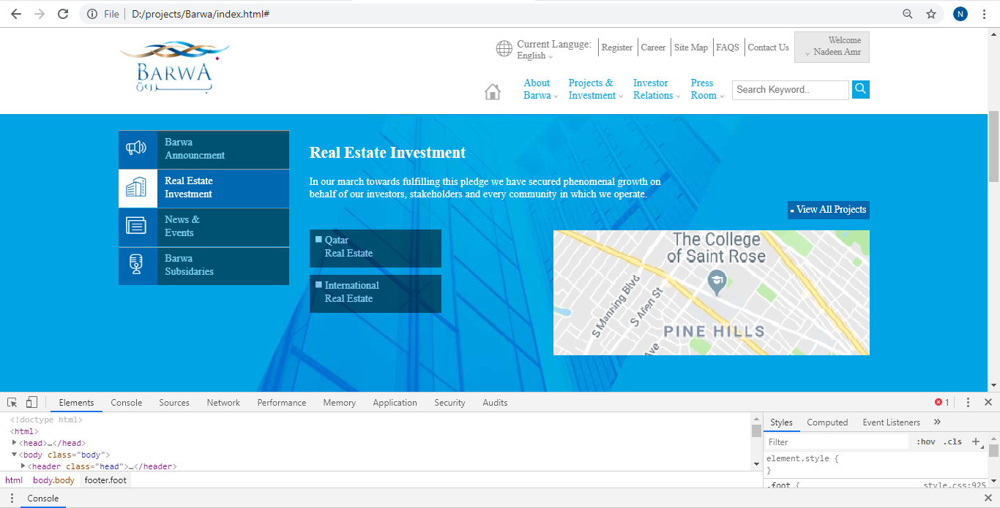 File
D:/projects/Barwa/index.html#
N
BARWA
بروة
Current Languge:
English
Register
Career
Site Map
FAQS
Contact Us
Welcome
Nadeen Amr
About
Barwa
Projects &
Investment
Investor
Relations
Press
Room
Search Keyword..
Barwa
Announcment
Real Estate
Investment
News &
Events
Barwa
Subsidaries
Real Estate Investment
In our march towards fulfilling this pledge we have secured phenomenal growth on
behalf of our investors, stakeholders and every community in which we operate.
View All Projects
Qatar
Real Estate
International
Real Estate
The College
of Saint Rose
S Manning Blvd
S Allen St
PINE HILLS
Ave
Elements Console Sources Network Performance Memory Application Security Audits 1
<!doctype html>
<html>
<head>…</head>
<body class="body">
<header class="head">…</header>
html body.body footer.foot
Styles Computed Event Listeners
Filter :hov .cls
element.style {
}
.foot { style.css:925
Console